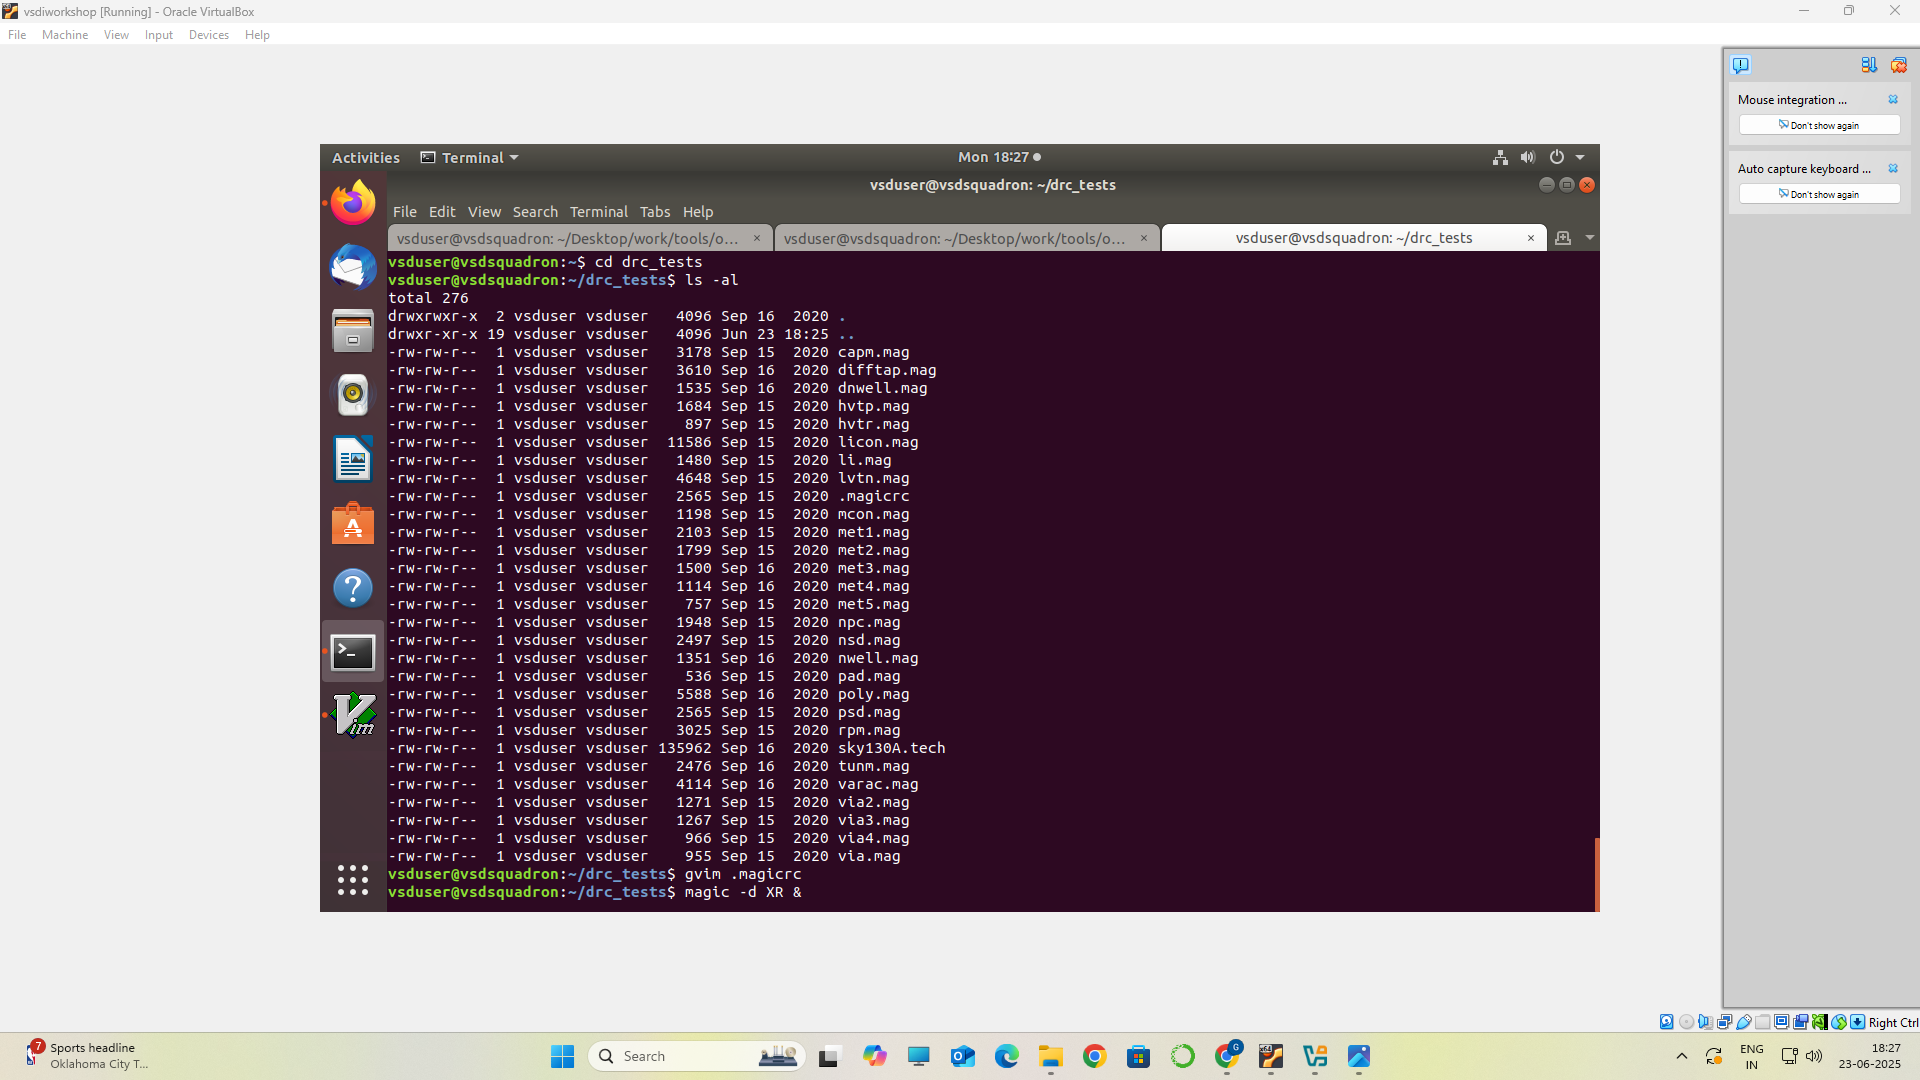 vsdiworkshop [Running] - Oracle VirtualBox
File Machine View Input Devices Help
Mouse integration ...
Don't show again
Auto capture keyboard ...
Don't show again
Activities Terminal Mon 18:27
vsduser@vsdsquadron: ~/drc_tests
File Edit View Search Terminal Tabs Help
vsduser@vsdsquadron: ~/Desktop/work/tools/o... × vsduser@vsdsquadron: ~/Desktop/work/tools/o... × vsduser@vsdsquadron: ~/drc_tests ×
vsduser@vsdsquadron:~$ cd drc_tests
vsduser@vsdsquadron:~/drc_tests$ ls -al
total 276
drwxrwxr-x  2 vsduser vsduser   4096 Sep 16  2020 .
drwxr-xr-x 19 vsduser vsduser   4096 Jun 23 18:25 ..
-rw-rw-r--  1 vsduser vsduser   3178 Sep 15  2020 capm.mag
-rw-rw-r--  1 vsduser vsduser   3610 Sep 16  2020 difftap.mag
-rw-rw-r--  1 vsduser vsduser   1535 Sep 16  2020 dnwell.mag
-rw-rw-r--  1 vsduser vsduser   1684 Sep 15  2020 hvtp.mag
-rw-rw-r--  1 vsduser vsduser    897 Sep 15  2020 hvtr.mag
-rw-rw-r--  1 vsduser vsduser  11586 Sep 15  2020 licon.mag
-rw-rw-r--  1 vsduser vsduser   1480 Sep 15  2020 li.mag
-rw-rw-r--  1 vsduser vsduser   4648 Sep 15  2020 lvtn.mag
-rw-rw-r--  1 vsduser vsduser   2565 Sep 15  2020 .magicrc
-rw-rw-r--  1 vsduser vsduser   1198 Sep 15  2020 mcon.mag
-rw-rw-r--  1 vsduser vsduser   2103 Sep 15  2020 met1.mag
-rw-rw-r--  1 vsduser vsduser   1799 Sep 15  2020 met2.mag
-rw-rw-r--  1 vsduser vsduser   1500 Sep 16  2020 met3.mag
-rw-rw-r--  1 vsduser vsduser   1114 Sep 16  2020 met4.mag
-rw-rw-r--  1 vsduser vsduser    757 Sep 15  2020 met5.mag
-rw-rw-r--  1 vsduser vsduser   1948 Sep 15  2020 npc.mag
-rw-rw-r--  1 vsduser vsduser   2497 Sep 15  2020 nsd.mag
-rw-rw-r--  1 vsduser vsduser   1351 Sep 16  2020 nwell.mag
-rw-rw-r--  1 vsduser vsduser    536 Sep 15  2020 pad.mag
-rw-rw-r--  1 vsduser vsduser   5588 Sep 16  2020 poly.mag
-rw-rw-r--  1 vsduser vsduser   2565 Sep 15  2020 psd.mag
-rw-rw-r--  1 vsduser vsduser   3025 Sep 15  2020 rpm.mag
-rw-rw-r--  1 vsduser vsduser 135962 Sep 16  2020 sky130A.tech
-rw-rw-r--  1 vsduser vsduser   2476 Sep 16  2020 tunm.mag
-rw-rw-r--  1 vsduser vsduser   4114 Sep 16  2020 varac.mag
-rw-rw-r--  1 vsduser vsduser   1271 Sep 15  2020 via2.mag
-rw-rw-r--  1 vsduser vsduser   1267 Sep 15  2020 via3.mag
-rw-rw-r--  1 vsduser vsduser    966 Sep 15  2020 via4.mag
-rw-rw-r--  1 vsduser vsduser    955 Sep 15  2020 via.mag
vsduser@vsdsquadron:~/drc_tests$ gvim .magicrc
vsduser@vsdsquadron:~/drc_tests$ magic -d XR &
Right Ctrl
7 Sports headline
Oklahoma City T...
Search
ENG
IN
18:27
23-06-2025